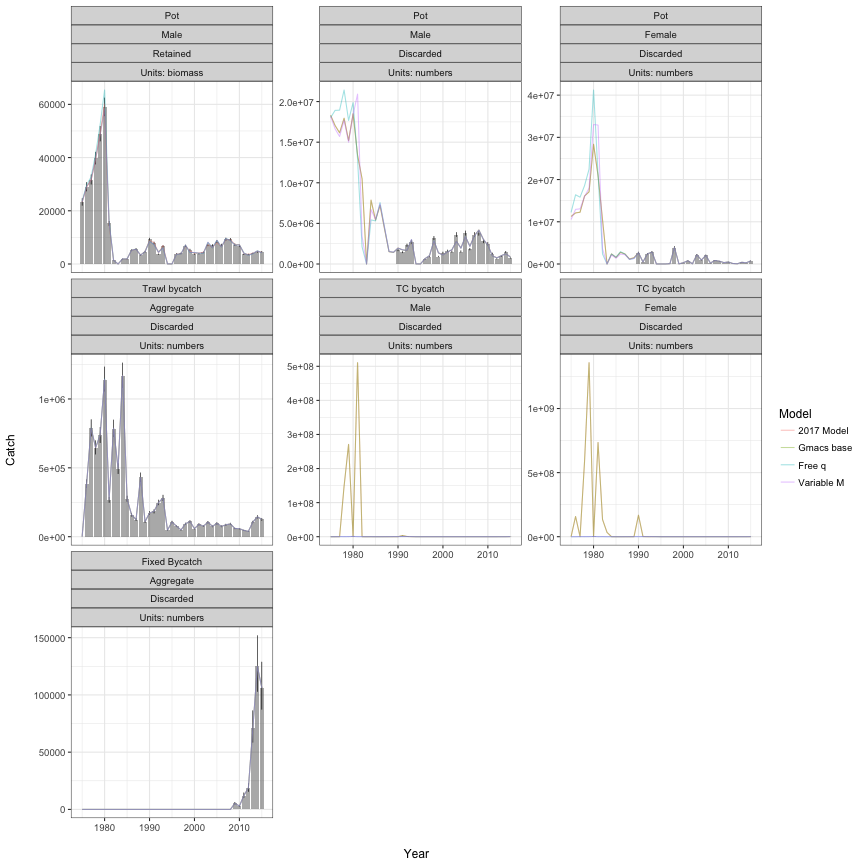 Pot
Male
Retained
Units: biomass
60000
40000
20000
0
Pot
Male
Discarded
Units: numbers
2.0e+07
1.5e+07
1.0e+07
5.0e+06
0.0e+00
Pot
Female
Discarded
Units: numbers
4e+07
3e+07
2e+07
1e+07
0e+00
Trawl bycatch
Aggregate
Discarded
Units: numbers
1e+06
5e+05
0e+00
TC bycatch
Male
Discarded
Units: numbers
5e+08
4e+08
3e+08
2e+08
1e+08
0e+00
1980 1990 2000 2010
TC bycatch
Female
Discarded
Units: numbers
1e+09
5e+08
0e+00
1980 1990 2000 2010
Fixed Bycatch
Aggregate
Discarded
Units: numbers
150000
100000
50000
0
1980 1990 2000 2010
Catch
Year
Model
2017 Model
Gmacs base
Free q
Variable M